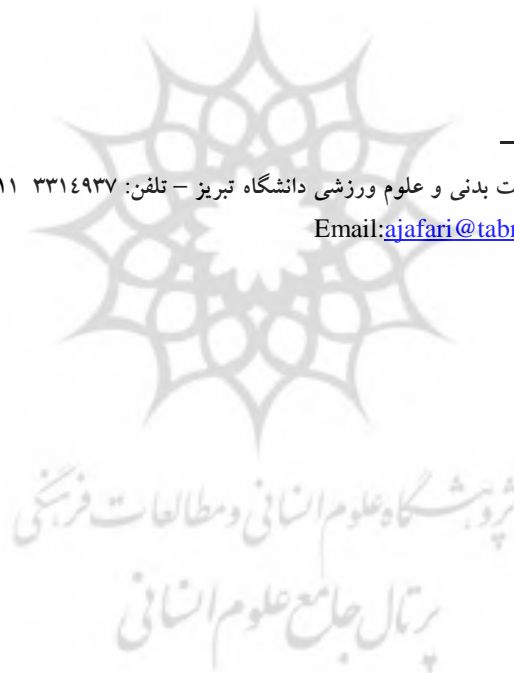 ت بدنی و علوم ورزشی دانشگاه تبریز – تلفن: ٣٣١٤٩٣٧ ١١
Email:ajafari@tabr
پژوهشگاه علوم انسانی و مطالعات فرهنگی
پرتال جامع علوم انسانی